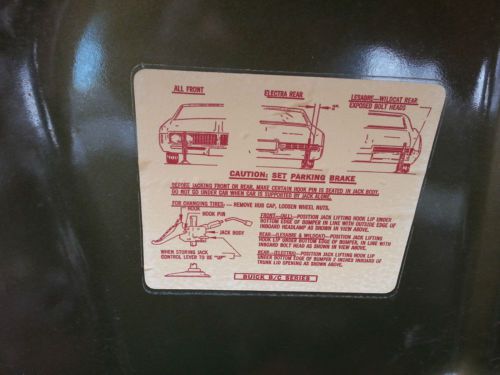 ALL FRONT
ELECTRA REAR
LESABRE—WILDCAT REAR
EXPOSED BOLT HEADS
2"
CAUTION: SET PARKING BRAKE
BEFORE JACKING FRONT OR REAR, MAKE CERTAIN HOOK PIN IS SEATED IN JACK BODY.
DO NOT GO UNDER CAR WHEN CAR IS SUPPORTED BY JACK ALONE.
FOR CHANGING TIRES:— REMOVE HUB CAP, LOOSEN WHEEL NUTS.
HOOK
HOOK PIN
JACK BODY
WHEN STORING JACK
CONTROL LEVER TO BE "UP"
FRONT—(ALL)—POSITION JACK LIFTING HOOK LIP UNDER
BOTTOM EDGE OF BUMPER IN LINE WITH OUTSIDE EDGE OF
INBOARD HEADLAMP AS SHOWN IN VIEW ABOVE.
REAR—(LESABRE & WILDCAT)—POSITION JACK LIFTING
HOOK LIP UNDER BOTTOM EDGE OF BUMPER IN LINE WITH
INBOARD BOLT HEAD AS SHOWN IN VIEW ABOVE.
REAR—(ELECTRA)—POSITION JACK LIFTING HOOK LIP
UNDER BOTTOM EDGE OF BUMPER 2 INCHES INBOARD OF
TRUNK LID OPENING AS SHOWN IN VIEW ABOVE.
BUICK B/C SERIES